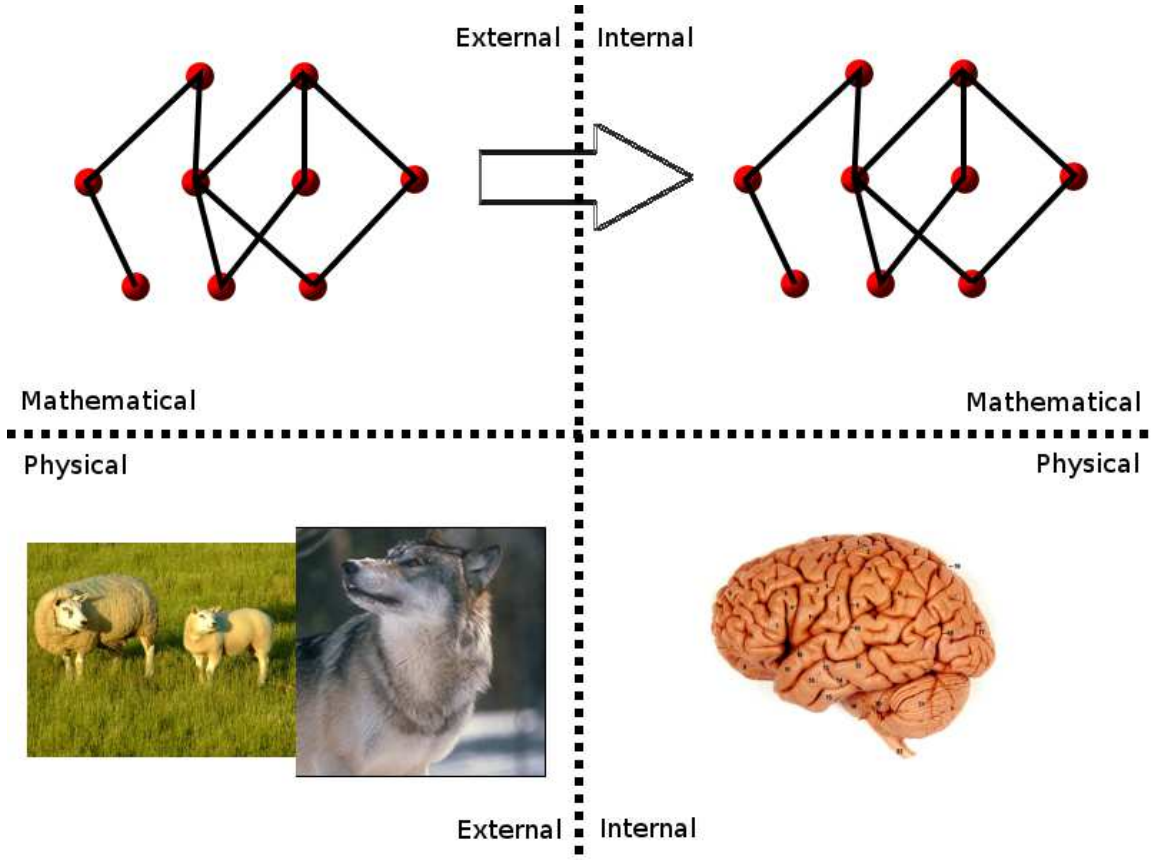 External Internal
Mathematical Mathematical
Physical Physical
External Internal